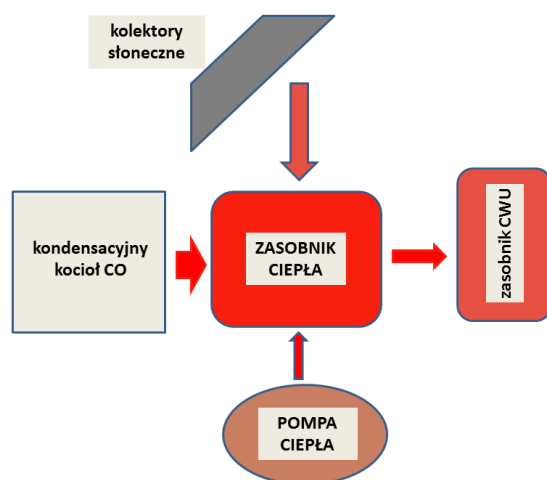 kolektory
słoneczne
kondensacyjny
kocioł CO
ZASOBNIK
CIEPŁA
zasobnik CWU
POMPA
CIEPŁA